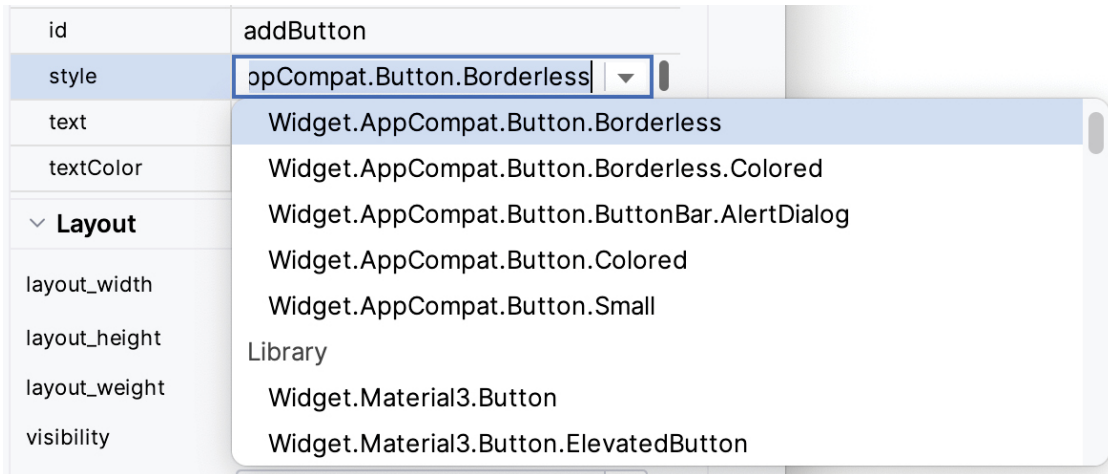 id addButton
style ppCompat.Button.Borderless
text Widget.AppCompat.Button.Borderless
textColor Widget.AppCompat.Button.Borderless.Colored
Widget.AppCompat.Button.ButtonBar.AlertDialog
Layout
Widget.AppCompat.Button.Colored
layout_width
Widget.AppCompat.Button.Small
layout_height
Library
layout_weight
Widget.Material3.Button
visibility
Widget.Material3.Button.ElevatedButton